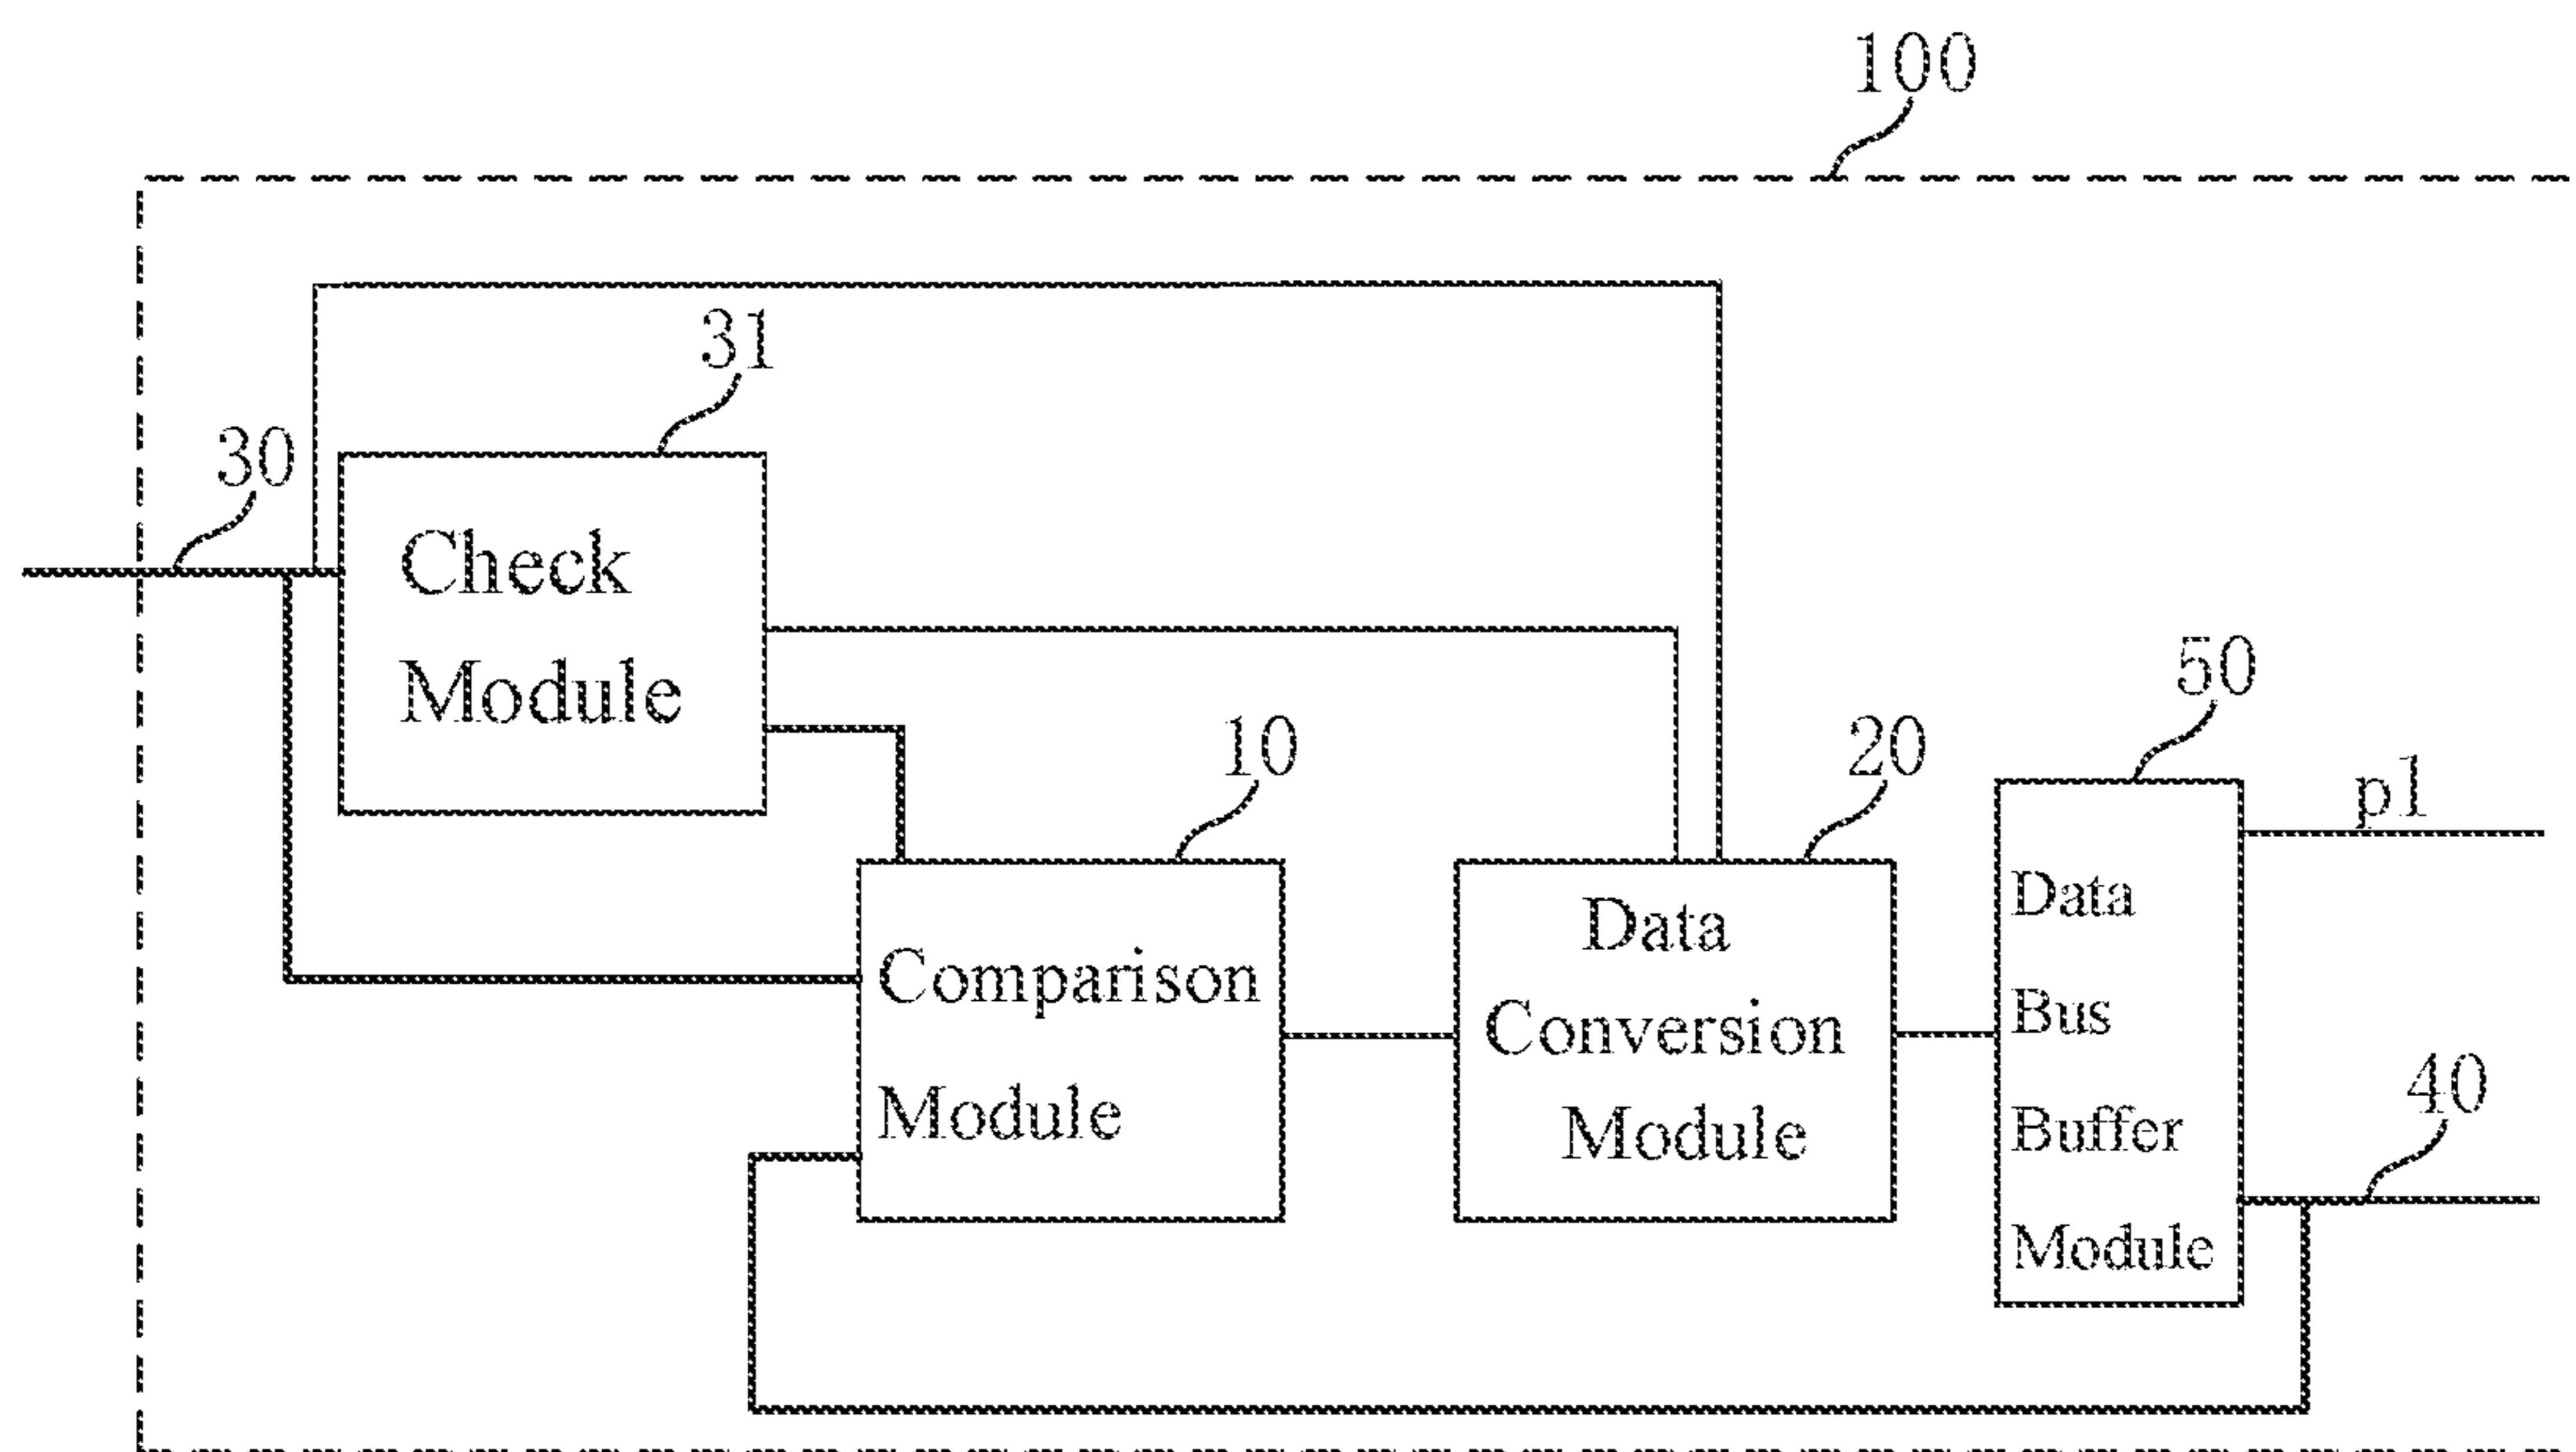 100
31
30
Check
Module
50
10
20
p1
Data
Bus
Buffer
Module
Data
Conversion
Module
Comparison
Module
40